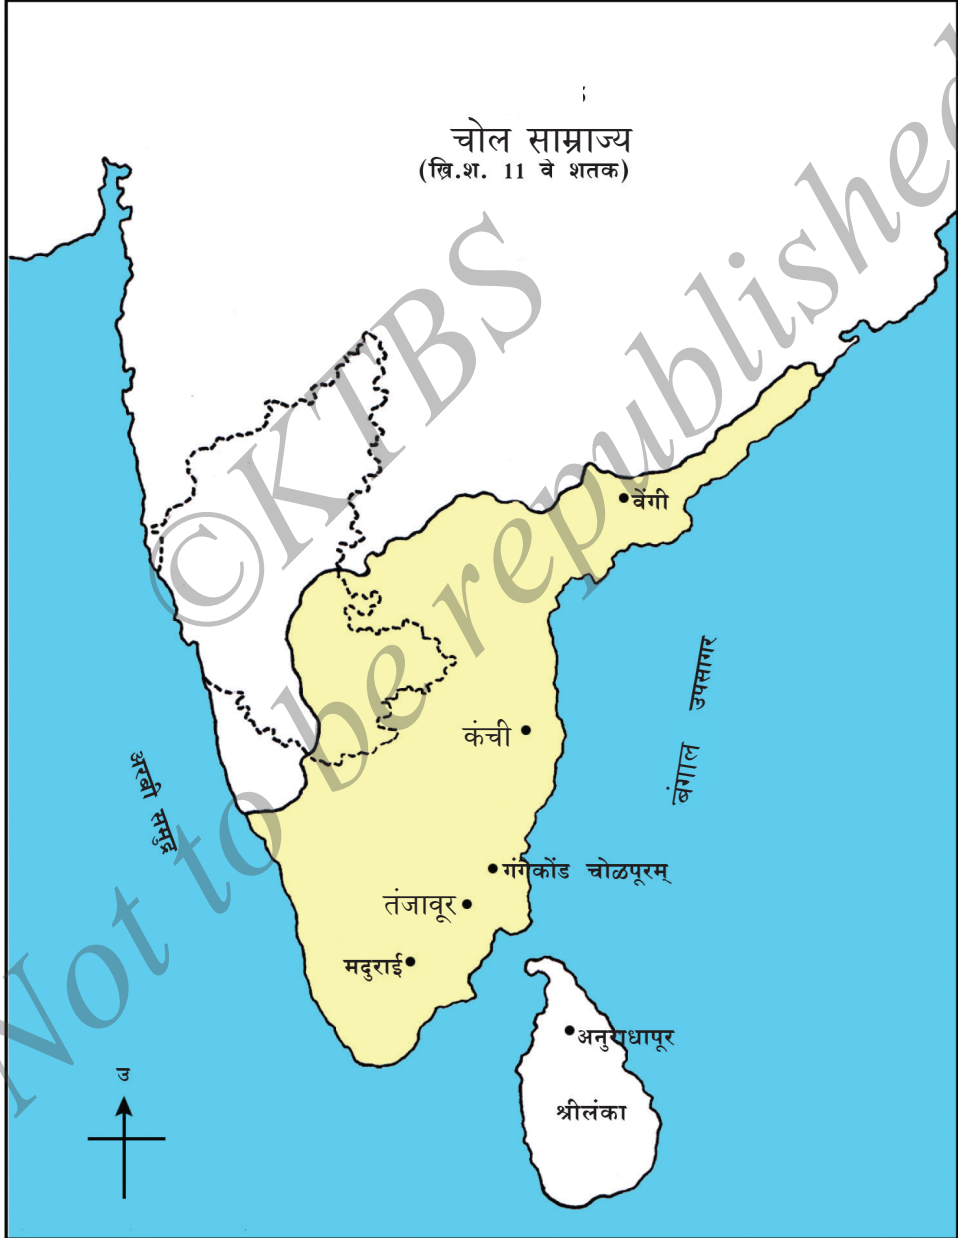 चोल साम्राज्य
(ख्रि.श. 11 वे शतक)
वेंगी
बंगाल उपसागर
कंची
अरबी समुद्र
गंगैकोंड चोळपूरम्
तंजावूर
मदुराई
अनुराधापूर
श्रीलंका
उ
©KTBS
Not to be republished